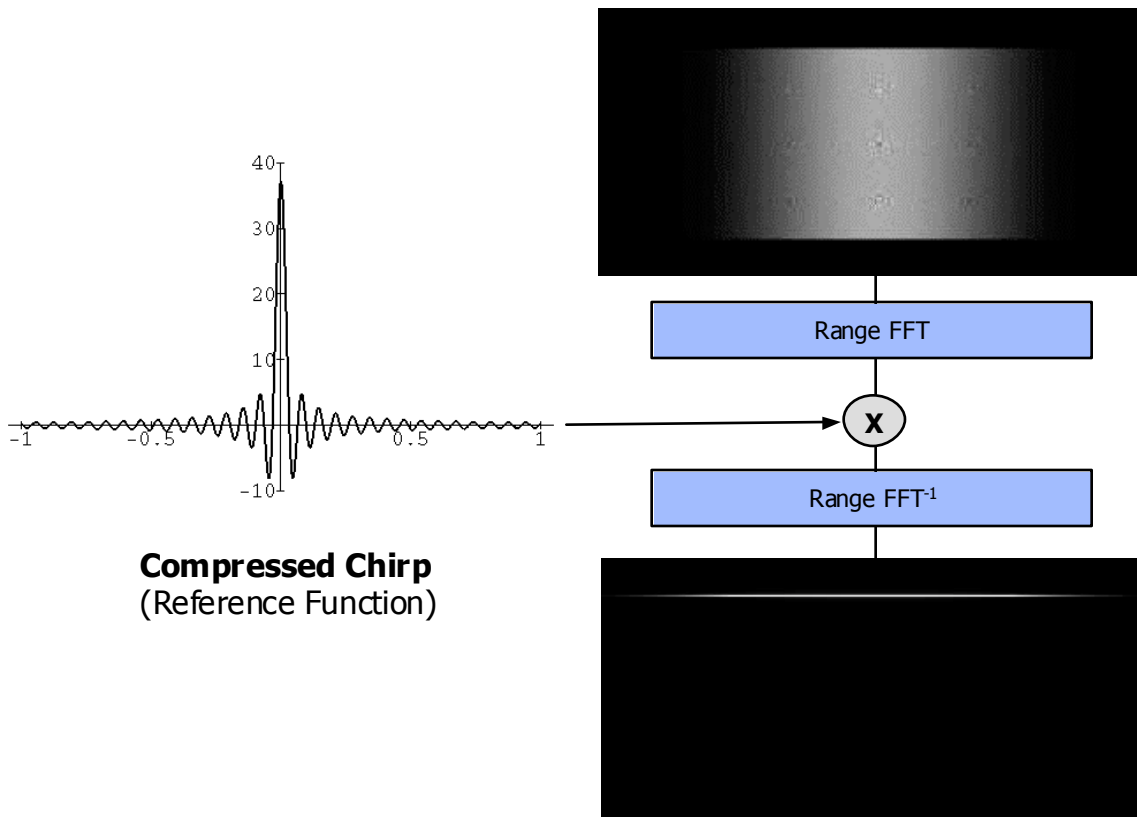 40
30
20
10
-1
-0.5
0.5
1
-10
Compressed Chirp
(Reference Function)
Range FFT
X
Range FFT-1